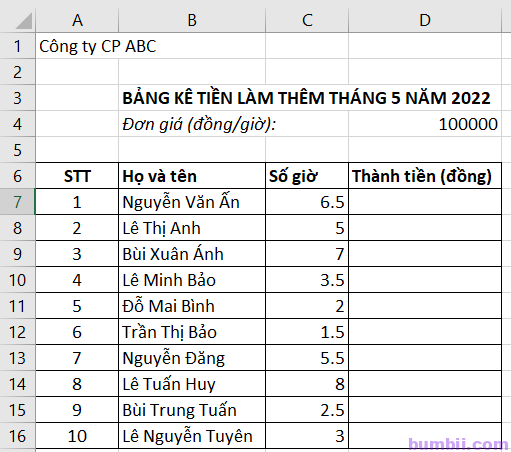 A B C D
1 Công ty CP ABC
2
3 BẢNG KÊ TIỀN LÀM THÊM THÁNG 5 NĂM 2022
4 Đơn giá (đồng/giờ): 100000
5
6 STT Họ và tên Số giờ Thành tiền (đồng)
7 1 Nguyễn Văn Ấn 6.5
8 2 Lê Thị Anh 5
9 3 Bùi Xuân Ánh 7
10 4 Lê Minh Bảo 3.5
11 5 Đỗ Mai Bình 2
12 6 Trần Thị Bảo 1.5
13 7 Nguyễn Đăng 5.5
14 8 Lê Tuấn Huy 8
15 9 Bùi Trung Tuấn 2.5
16 10 Lê Nguyễn Tuyên 3
bumbii.com